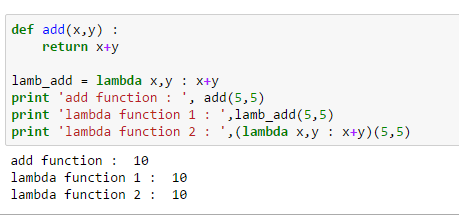 def add(x,y) :
    return x+y

lamb_add = lambda x,y : x+y
print 'add function : ', add(5,5)
print 'lambda function 1 : ',lamb_add(5,5)
print 'lambda function 2 : ',(lambda x,y : x+y)(5,5)
add function :  10
lambda function 1 :  10
lambda function 2 :  10